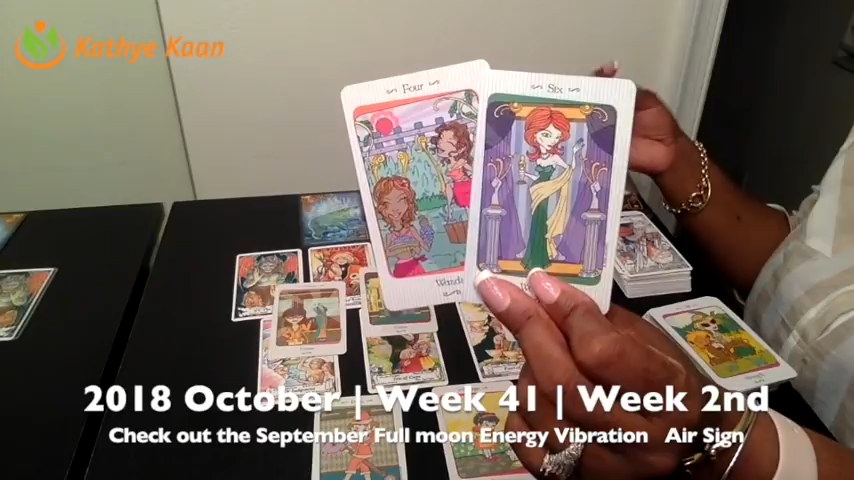 Kathye Kaan
Four
Six
Wands
2018 October | Week 41 | Week 2nd
Check out the September Full moon Energy Vibration Air Sign